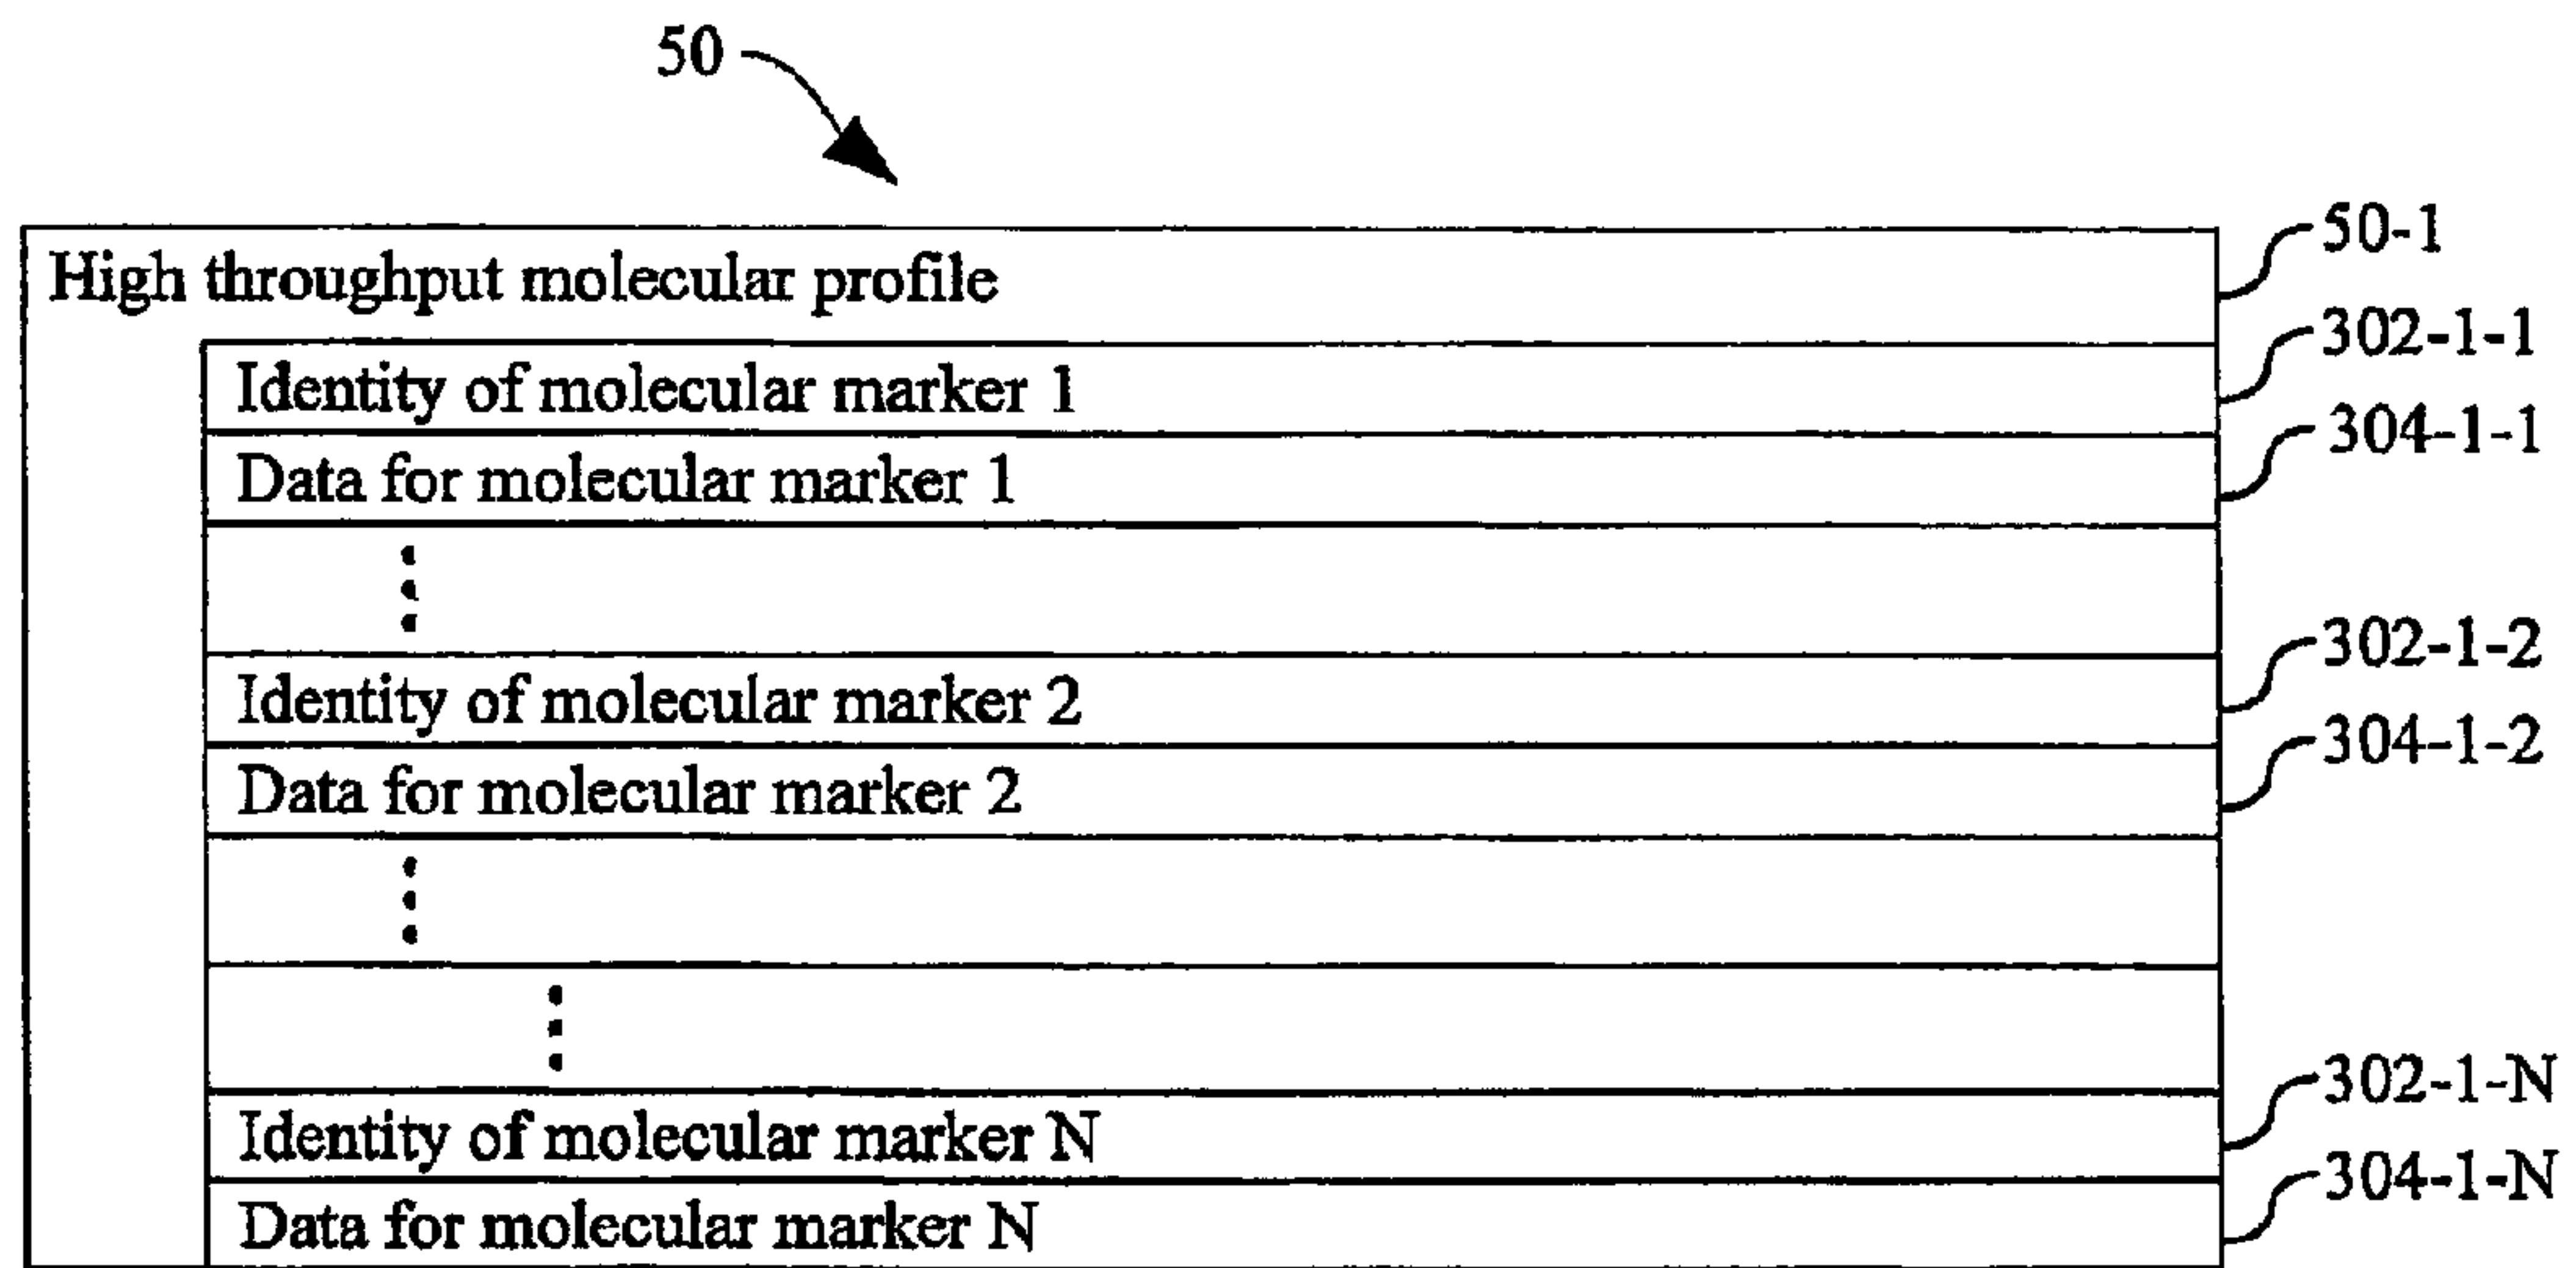 50
High throughput molecular profile
50-1
Identity of molecular marker 1
302-1-1
Data for molecular marker 1
304-1-1
Identity of molecular marker 2
302-1-2
Data for molecular marker 2
304-1-2
Identity of molecular marker N
302-1-N
Data for molecular marker N
304-1-N